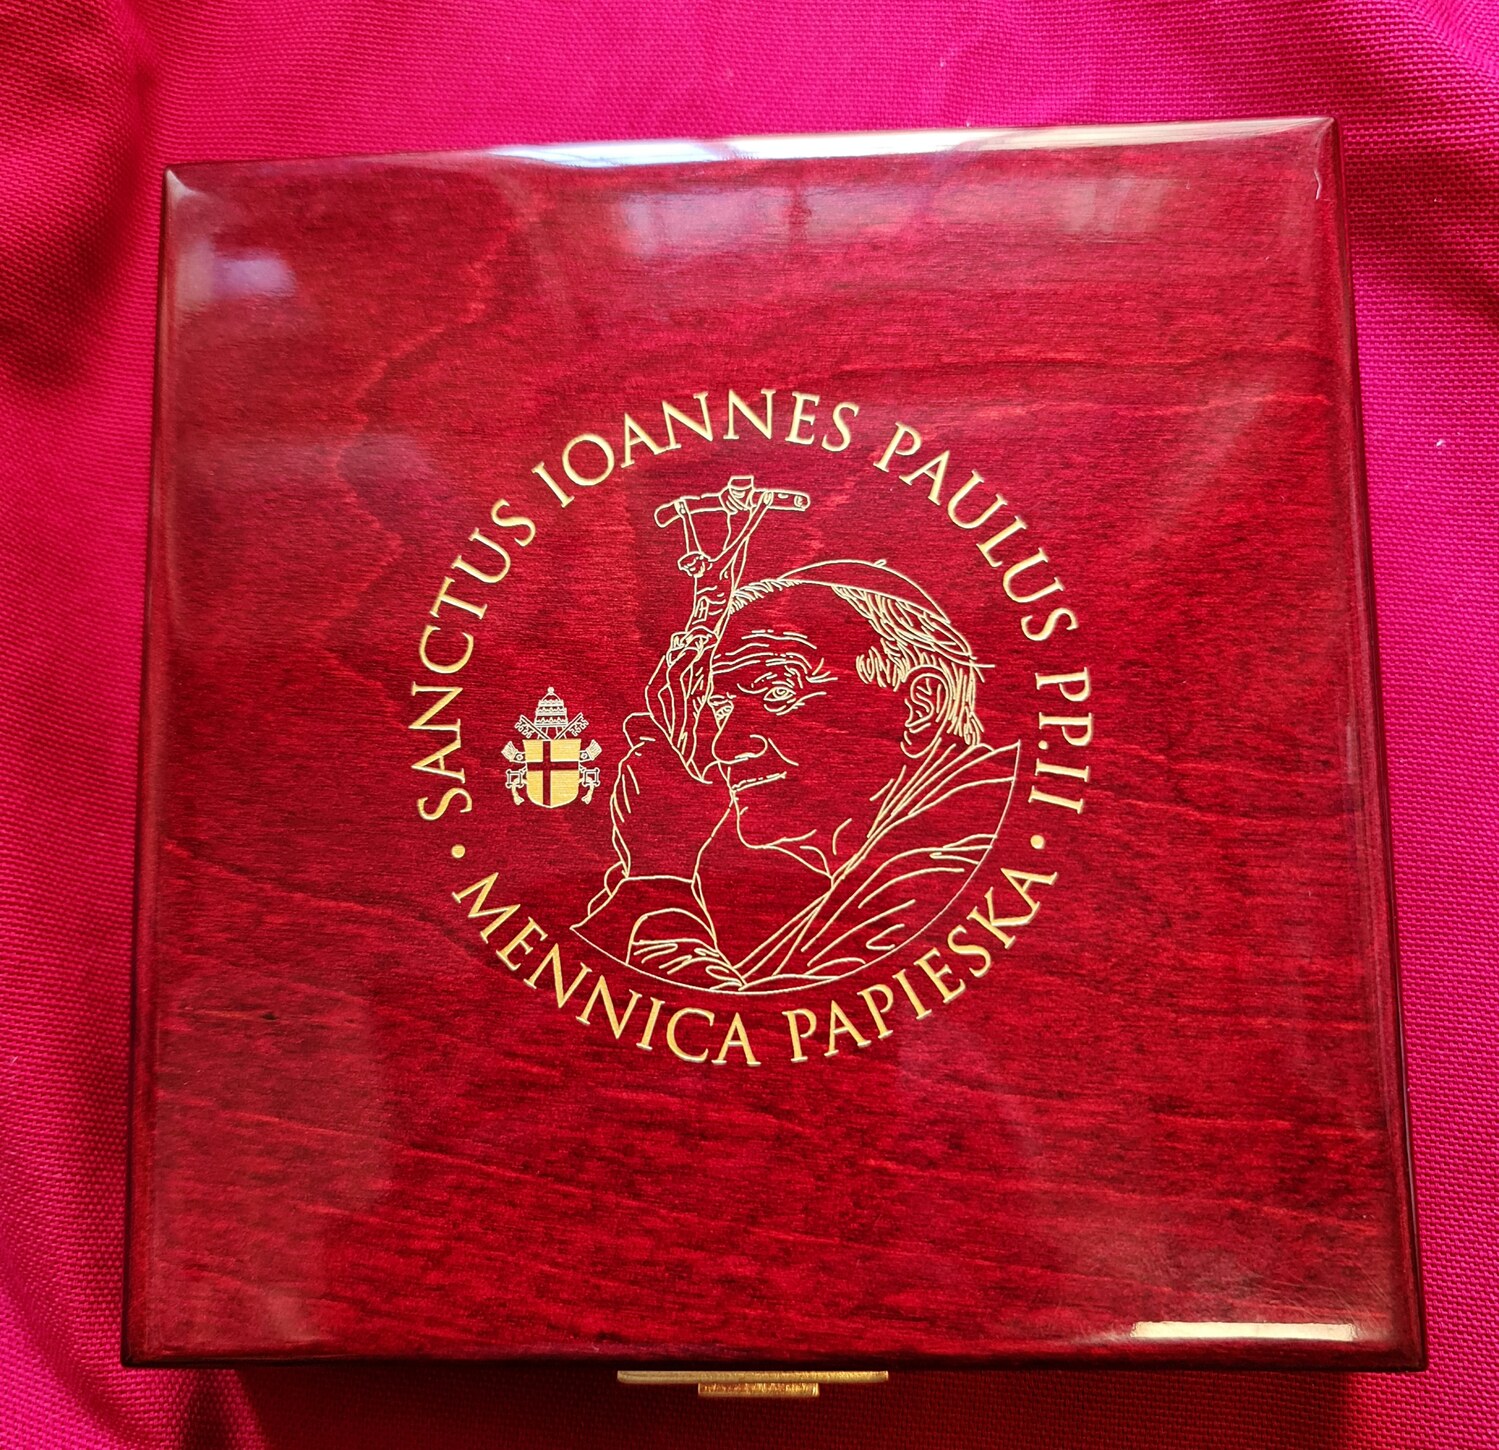 SANCTUS IOANNES PAULUS PP.II
• MENNICA PAPIESKA •